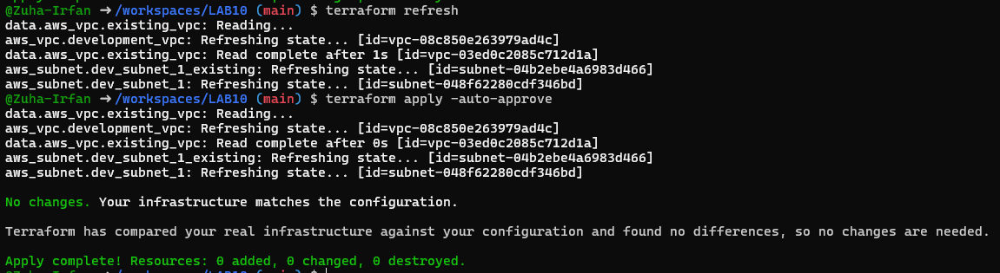 @Zuha-Irfan ➜ /workspaces/LAB10 (main) $ terraform refresh
data.aws_vpc.existing_vpc: Reading...
aws_vpc.development_vpc: Refreshing state... [id=vpc-08c850e263979ad4c]
data.aws_vpc.existing_vpc: Read complete after 1s [id=vpc-03ed0c2085c712d1a]
aws_subnet.dev_subnet_1_existing: Refreshing state... [id=subnet-04b2ebe4a6983d466]
aws_subnet.dev_subnet_1: Refreshing state... [id=subnet-048f62280cdf346bd]
@Zuha-Irfan ➜ /workspaces/LAB10 (main) $ terraform apply -auto-approve
data.aws_vpc.existing_vpc: Reading...
aws_vpc.development_vpc: Refreshing state... [id=vpc-08c850e263979ad4c]
data.aws_vpc.existing_vpc: Read complete after 0s [id=vpc-03ed0c2085c712d1a]
aws_subnet.dev_subnet_1_existing: Refreshing state... [id=subnet-04b2ebe4a6983d466]
aws_subnet.dev_subnet_1: Refreshing state... [id=subnet-048f62280cdf346bd]
No changes. Your infrastructure matches the configuration.
Terraform has compared your real infrastructure against your configuration and found no differences, so no changes are needed.
Apply complete! Resources: 0 added, 0 changed, 0 destroyed.
@Zuha-Irfan ➜ /workspaces/LAB10 (main) $